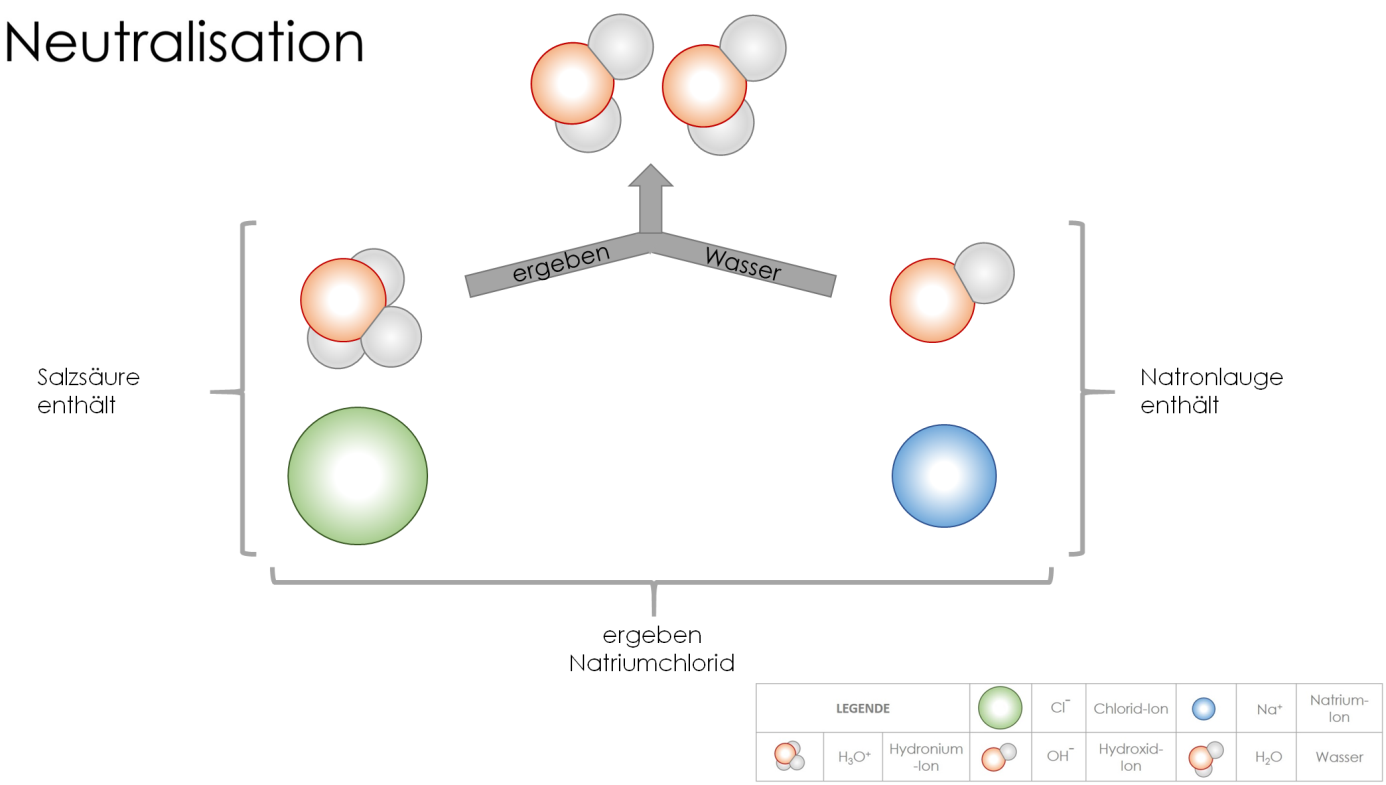 Neutralisation
ergeben
Wasser
Salzsäure
enthält
Natronlauge
enthält
ergeben
Natriumchlorid
LEGENDE
Cl⁻
Chlorid-Ion
Na⁺
Natrium-
Ion
H₃O⁺
Hydronium
-Ion
OH⁻
Hydroxid-
Ion
H₂O
Wasser